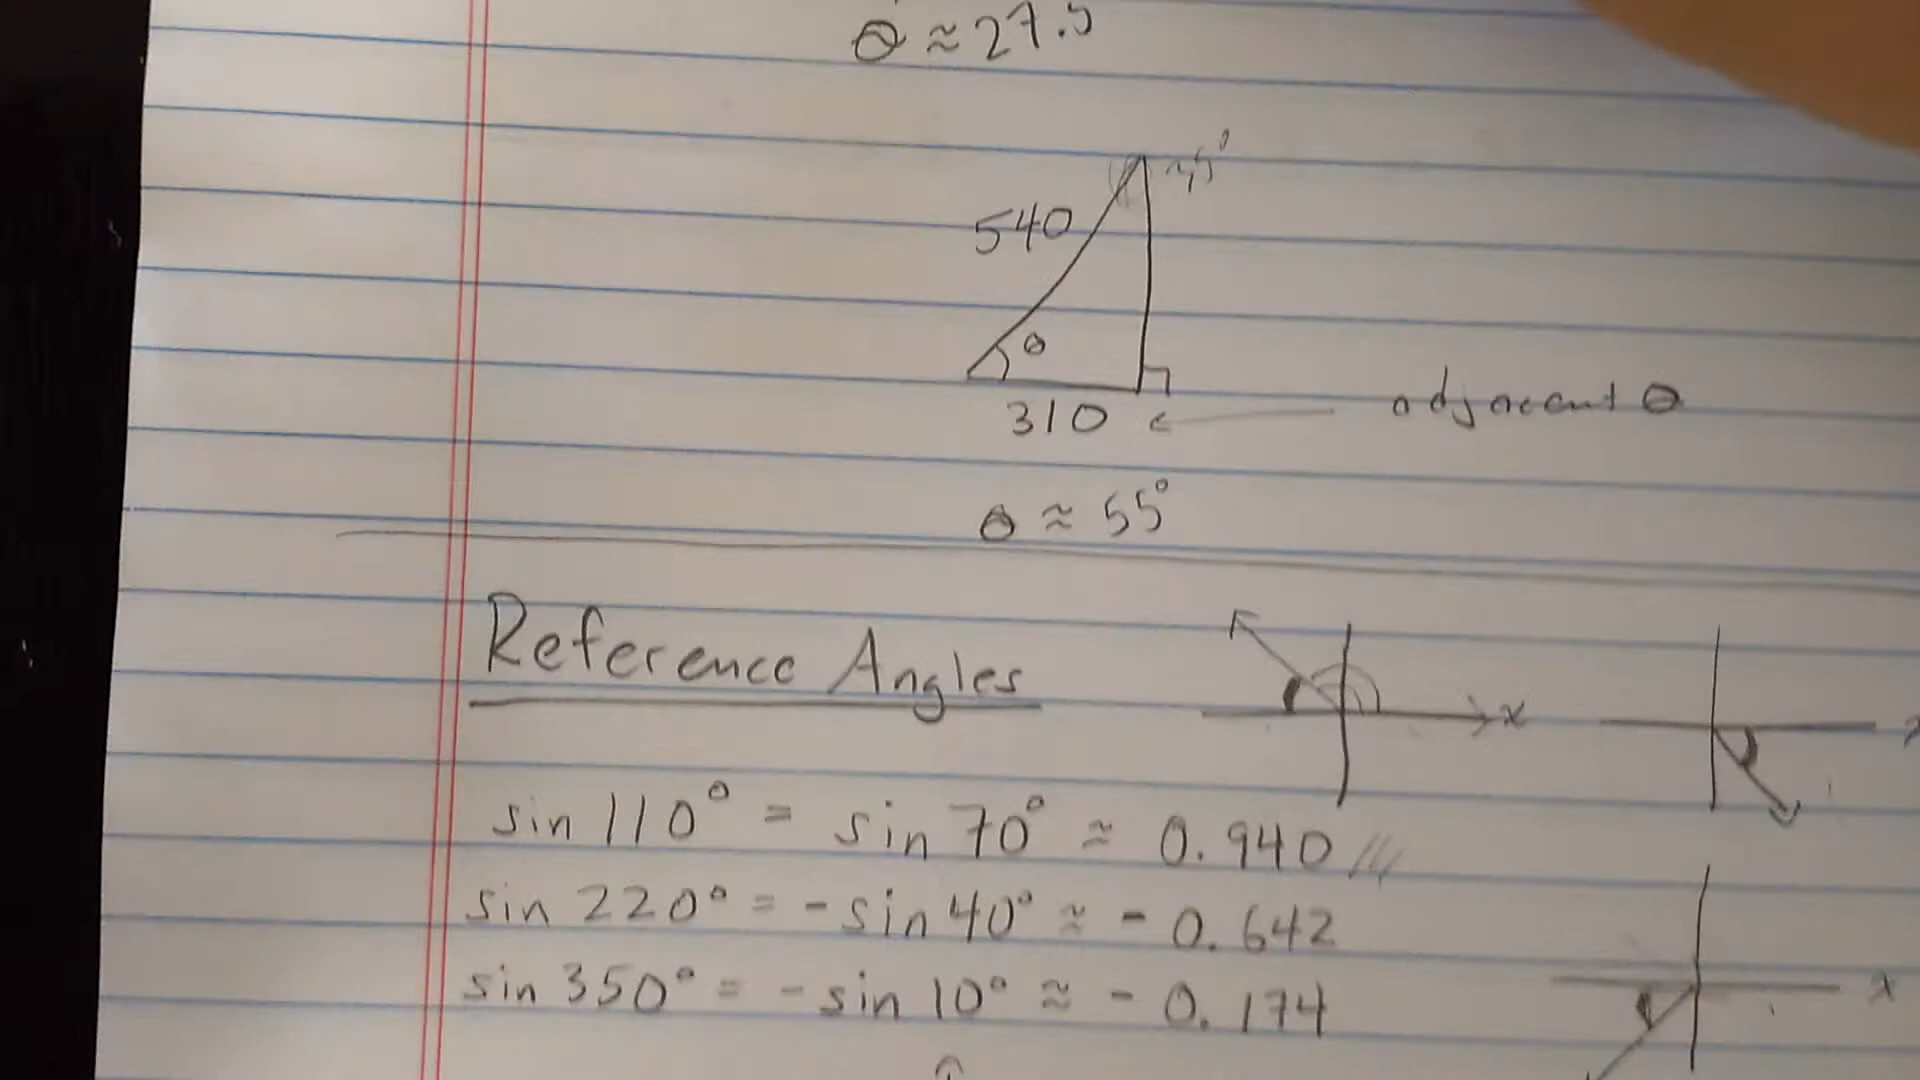 θ ≈ 27.5
540
θ
310 ← adjacent θ
θ ≈ 55°
Reference Angles
x
sin 110° = sin 70° ≈ 0.940
sin 220° = -sin 40° ≈ -0.642
x
sin 350° = -sin 10° ≈ -0.174